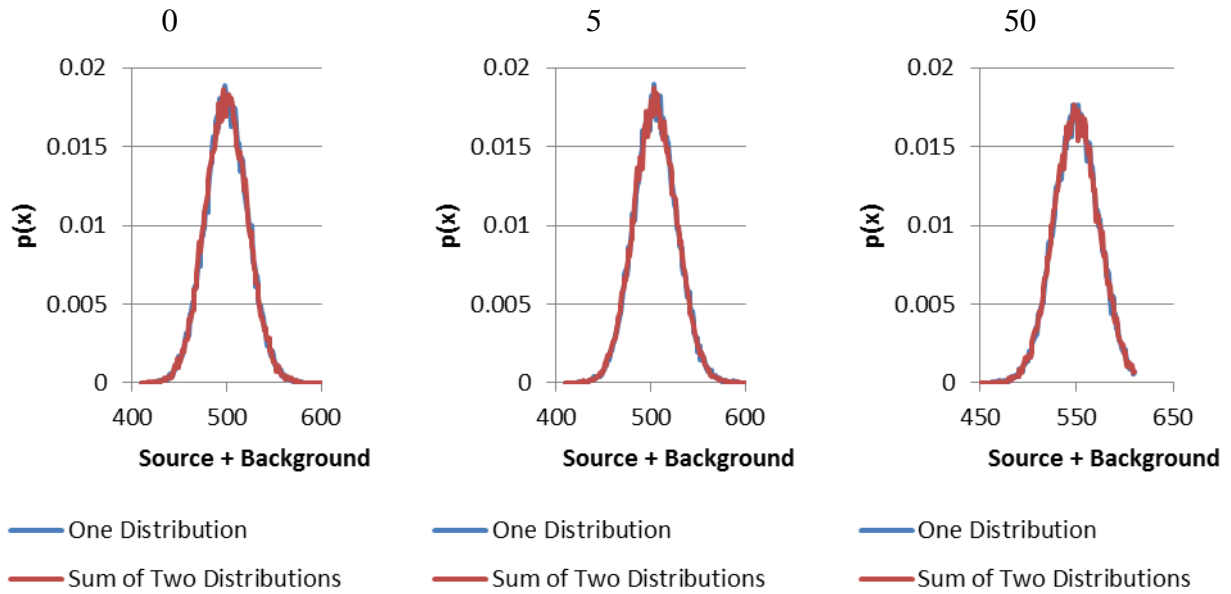 0
5
50
0.02
0.015
0.01
0.005
0
p(x)
400 500 600
Source + Background
One Distribution
Sum of Two Distributions
0.02
0.015
0.01
0.005
0
p(x)
400 500 600
Source + Background
One Distribution
Sum of Two Distributions
0.02
0.015
0.01
0.005
0
p(x)
450 550 650
Source + Background
One Distribution
Sum of Two Distributions